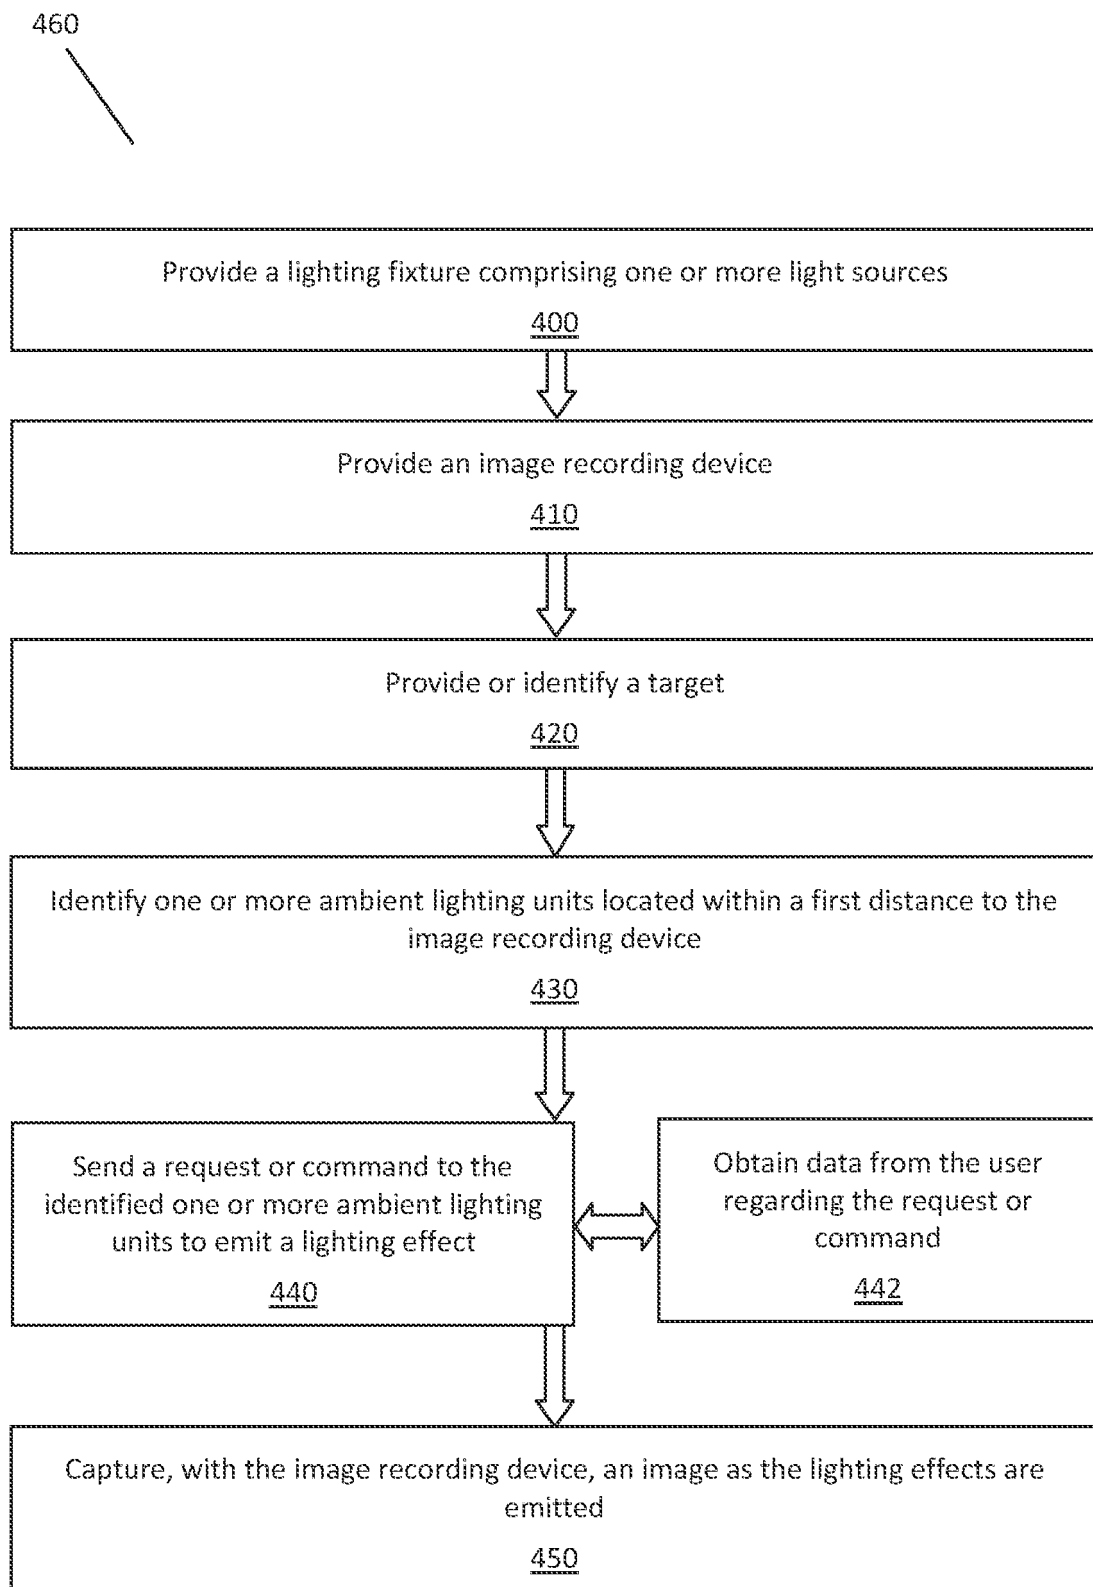 460
Provide a lighting fixture comprising one or more light sources
400
Provide an image recording device
410
Provide or identify a target
420
Identify one or more ambient lighting units located within a first distance to the
image recording device
430
Send a request or command to the
identified one or more ambient lighting
units to emit a lighting effect
440
Obtain data from the user
regarding the request or
command
442
Capture, with the image recording device, an image as the lighting effects are
emitted
450